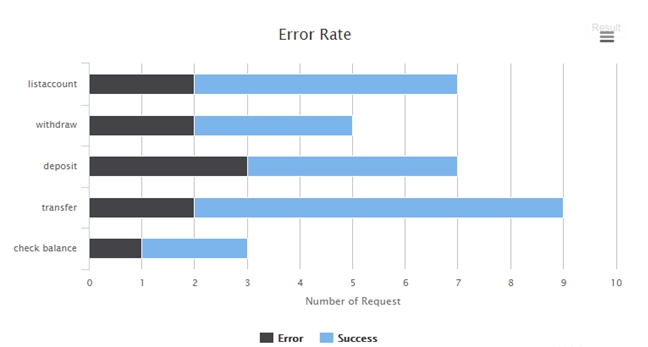 Error Rate
Result
listaccount
withdraw
deposit
transfer
check balance
0 1 2 3 4 5 6 7 8 9 10
Number of Request
Error Success